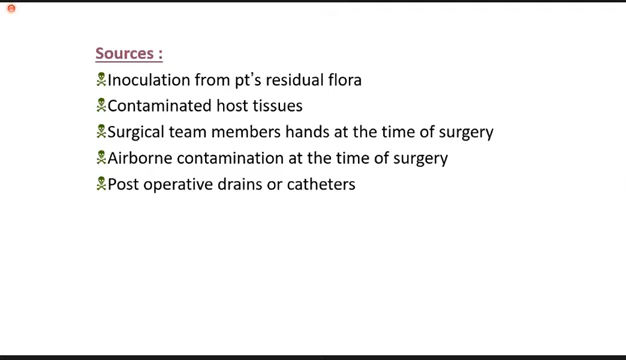 Sources :
Inoculation from pt's residual flora
Contaminated host tissues
Surgical team members hands at the time of surgery
Airborne contamination at the time of surgery
Post operative drains or catheters